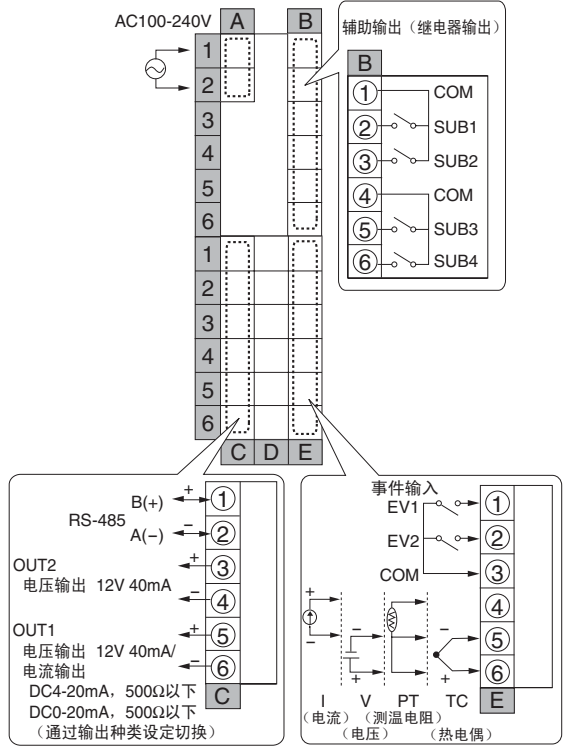 AC100-240V
A
B
1
2
3
4
5
6
1
2
3
4
5
6
C
D
E
辅助输出（继电器输出）
B
① COM
② SUB1
③ SUB2
④ COM
⑤ SUB3
⑥ SUB4
B(+) + ①
RS-485
A(−) − ②
OUT2 + ③
电压输出 12V 40mA
− ④
OUT1 + ⑤
电压输出 12V 40mA/
电流输出 − ⑥
DC4-20mA，500Ω以下
C
DC0-20mA，500Ω以下
（通过输出种类设定切换）
事件输入
EV1 ①
EV2 ②
COM ③
④
⑤
⑥
+
−
−
+
−
+
I V PT TC E
（电流）（测温电阻）
（电压） （热电偶）